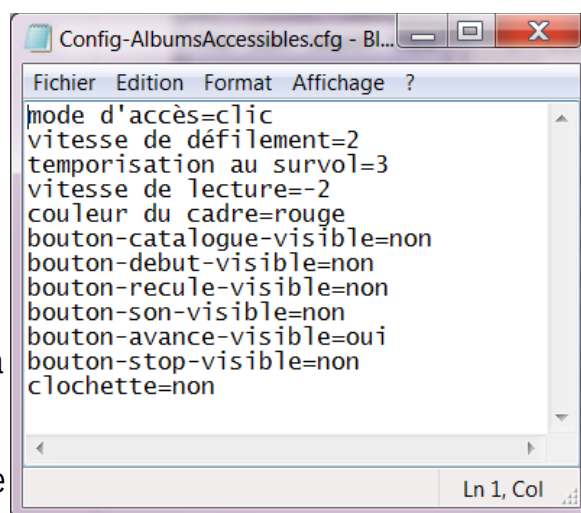 Config-AlbumsAccessibles.cfg - Bl...
Fichier Edition Format Affichage ?
mode d'accès=clic
vitesse de défilement=2
temporisation au survol=3
vitesse de lecture=-2
couleur du cadre=rouge
bouton-catalogue-visible=non
bouton-debut-visible=non
bouton-recule-visible=non
bouton-son-visible=non
bouton-avance-visible=oui
bouton-stop-visible=non
clochette=non
Ln 1, Col